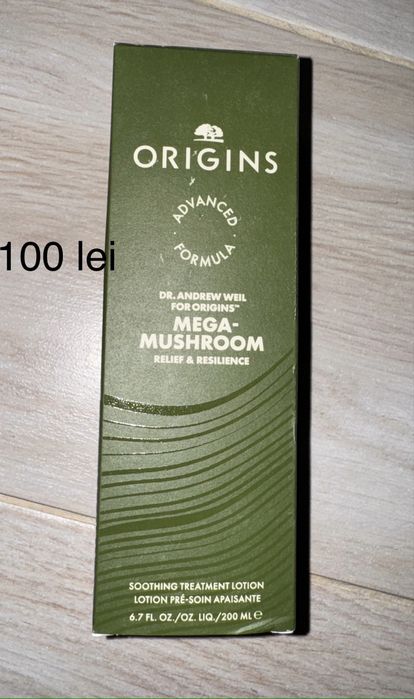 ORIGINS
ADVANCED
FORMULA
100 lei
DR. ANDREW WEIL
FOR ORIGINS™
MEGA-
MUSHROOM
RELIEF & RESILIENCE
SOOTHING TREATMENT LOTION
LOTION PRÉ-SOIN APAISANTE
6.7 FL. OZ./OZ. LIQ./200 ML ℮